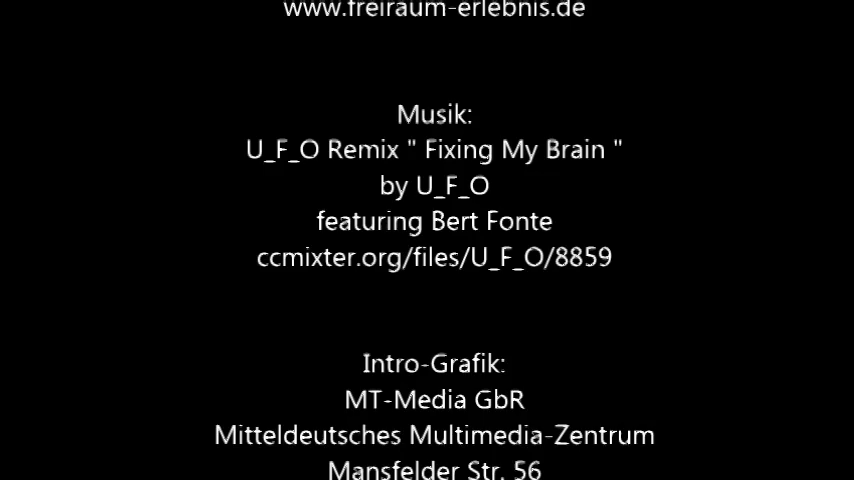 www.freiraum-erlebnis.de
Musik:
U_F_O Remix " Fixing My Brain "
by U_F_O
featuring Bert Fonte
ccmixter.org/files/U_F_O/8859
Intro-Grafik:
MT-Media GbR
Mitteldeutsches Multimedia-Zentrum
Mansfelder Str. 56